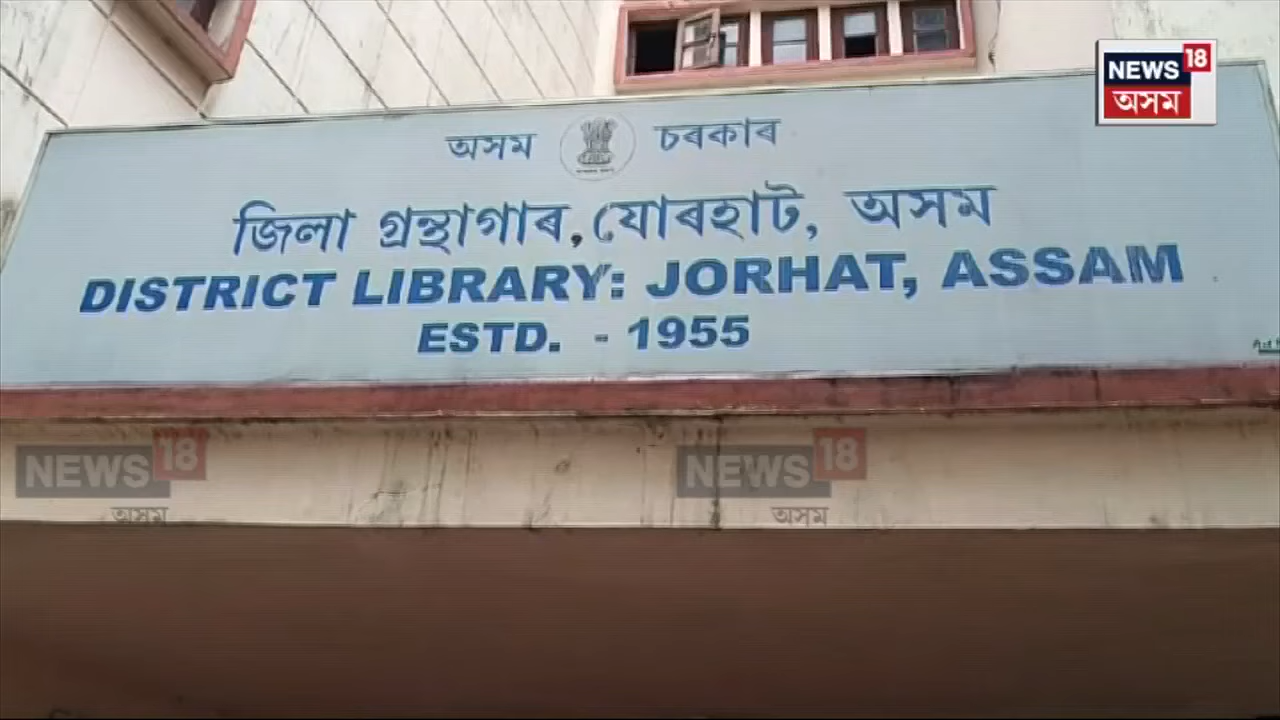 NEWS 18
অসম
অসম চৰকাৰ
জিলা গ্ৰন্থাগাৰ, যোৰহাট, অসম
DISTRICT LIBRARY: JORHAT, ASSAM
ESTD. - 1955
NEWS 18 NEWS 18
অসম অসম